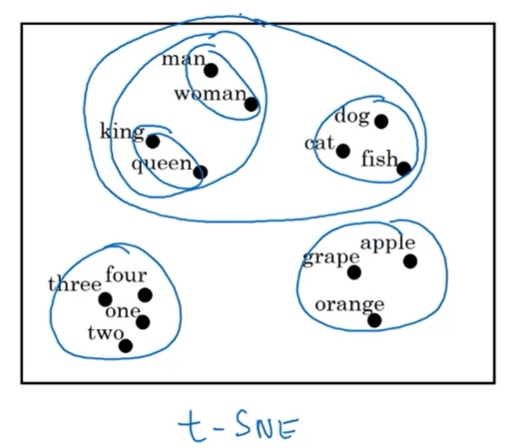 man
woman
king
queen
dog
cat
fish
three four
one
two
grape apple
orange
t-SNE